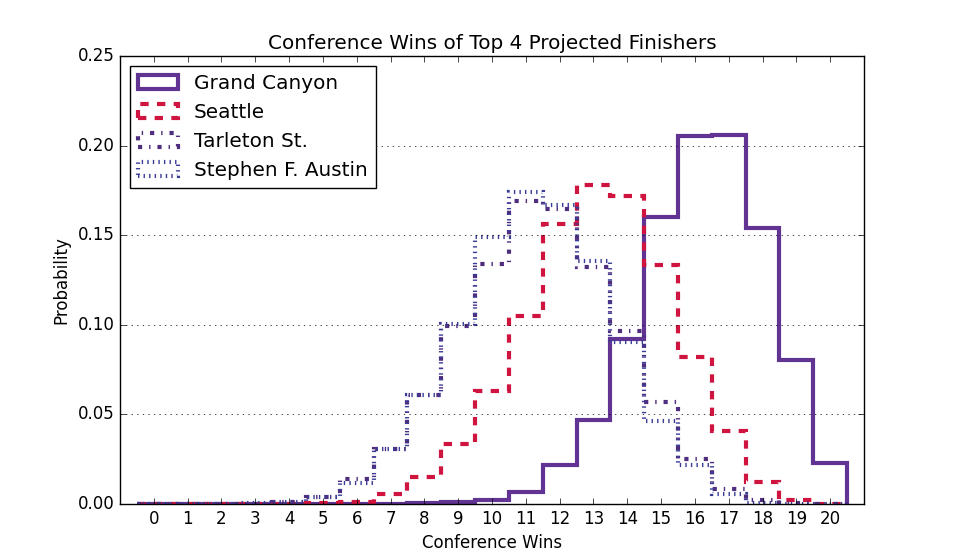 Conference Wins of Top 4 Projected Finishers
0.25
0.20
0.15
0.10
0.05
0.00
Probability
Grand Canyon
Seattle
Tarleton St.
Stephen F. Austin
0 1 2 3 4 5 6 7 8 9 10 11 12 13 14 15 16 17 18 19 20
Conference Wins